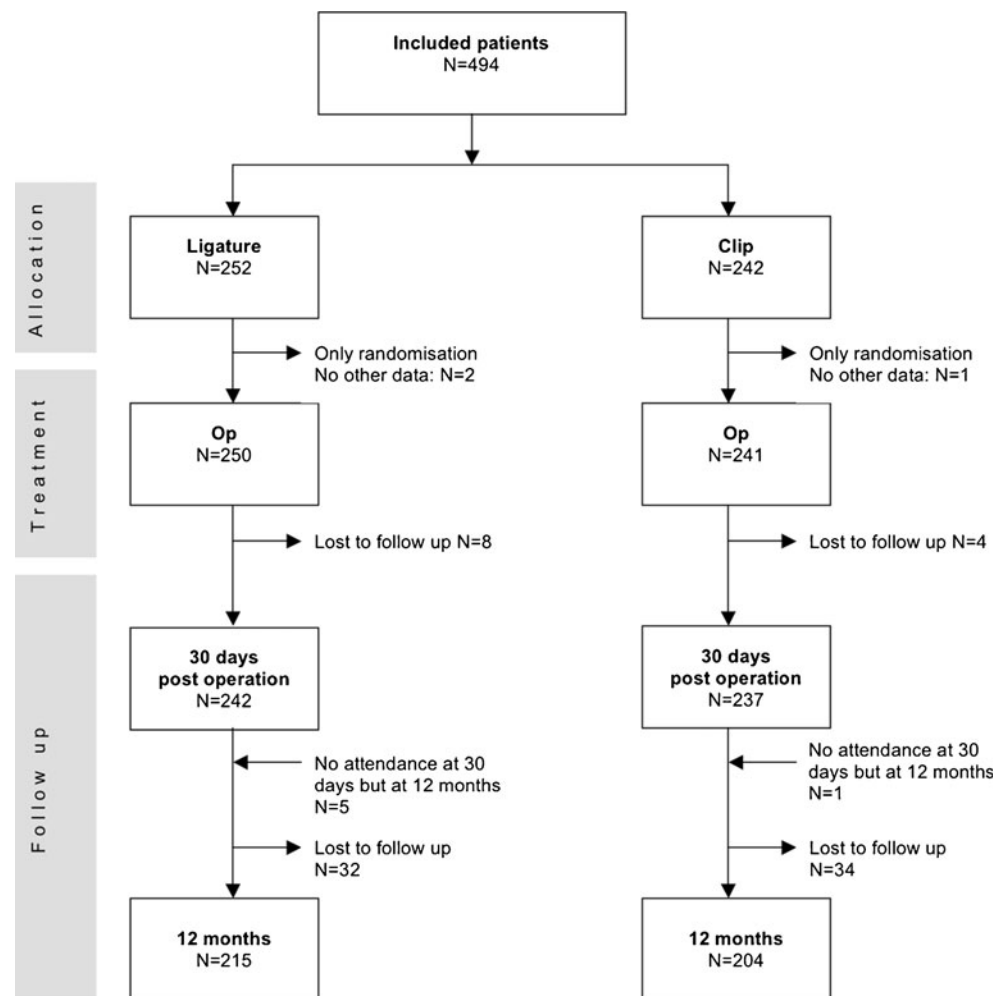 Included patients
N=494
Allocation
Ligature
N=252
Clip
N=242
Only randomisation
No other data: N=2
Only randomisation
No other data: N=1
Treatment
Op
N=250
Op
N=241
Lost to follow up N=8
Lost to follow up N=4
Follow up
30 days
post operation
N=242
30 days
post operation
N=237
No attendance at 30
days but at 12 months
N=5
No attendance at 30
days but at 12 months
N=1
Lost to follow up
N=32
Lost to follow up
N=34
12 months
N=215
12 months
N=204